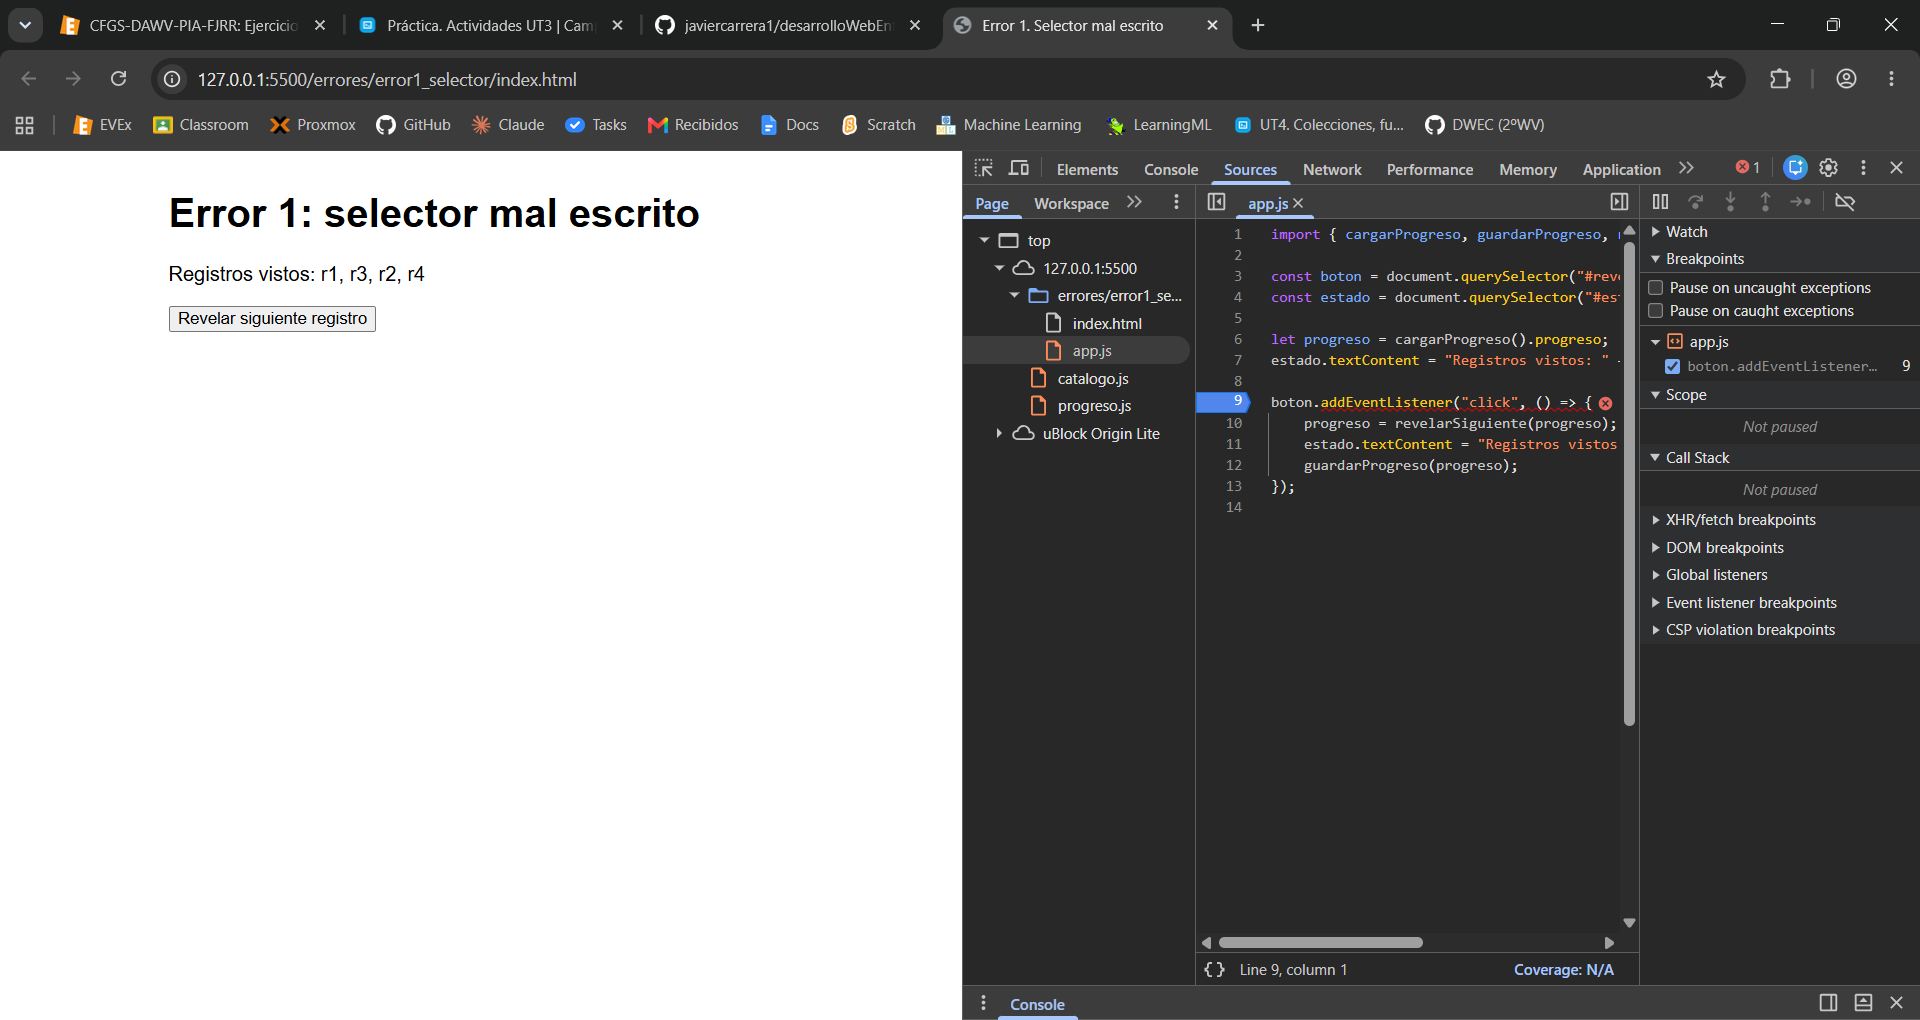 CFGS-DAWV-PIA-FJRR: Ejercicio
Práctica. Actividades UT3 | Cam
javiercarrera1/desarrolloWebEn
Error 1. Selector mal escrito
127.0.0.1:5500/errores/error1_selector/index.html
EVEx
Classroom
Proxmox
GitHub
Claude
Tasks
Recibidos
Docs
Scratch
Machine Learning
LearningML
UT4. Colecciones, fu...
DWEC (2ºWV)
Error 1: selector mal escrito
Registros vistos: r1, r3, r2, r4
Revelar siguiente registro
Elements
Console
Sources
Network
Performance
Memory
Application
1
Page
Workspace
top
127.0.0.1:5500
errores/error1_se...
index.html
app.js
catalogo.js
progreso.js
uBlock Origin Lite
app.js
1 import { cargarProgreso, guardarProgreso,
2
3 const boton = document.querySelector("#reve
4 const estado = document.querySelector("#es
5
6 let progreso = cargarProgreso().progreso;
7 estado.textContent = "Registros vistos: "
8
9 boton.addEventListener("click", () => {
10 progreso = revelarSiguiente(progreso);
11 estado.textContent = "Registros vistos
12 guardarProgreso(progreso);
13 });
14
{} Line 9, column 1
Coverage: N/A
Watch
Breakpoints
Pause on uncaught exceptions
Pause on caught exceptions
app.js
boton.addEventListener... 9
Scope
Not paused
Call Stack
Not paused
XHR/fetch breakpoints
DOM breakpoints
Global listeners
Event listener breakpoints
CSP violation breakpoints
Console